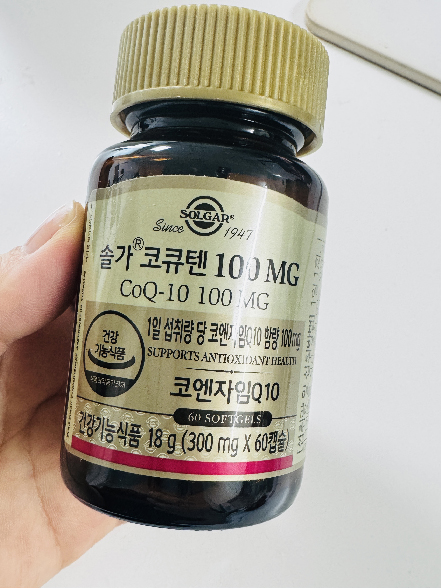 SOLGAR®
Since 1947
솔가® 코큐텐 100 MG
CoQ-10 100 MG
건강
기능식품
1일 섭취량 당 코엔자임Q10 함량 100mg
SUPPORTS ANTIOXIDANT HEALTH
코엔자임Q10
60 SOFTGELS
건강기능식품 18 g (300 mg X 60캡슐)